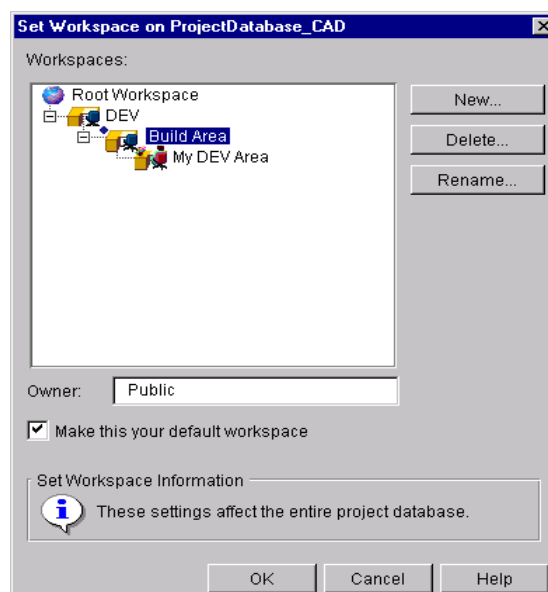 Set Workspace on ProjectDatabase_CAD
Workspaces:
Root Workspace
DEV
Build Area
My DEV Area
New...
Delete...
Rename...
Owner: Public
Make this your default workspace
Set Workspace Information
These settings affect the entire project database.
OK Cancel Help